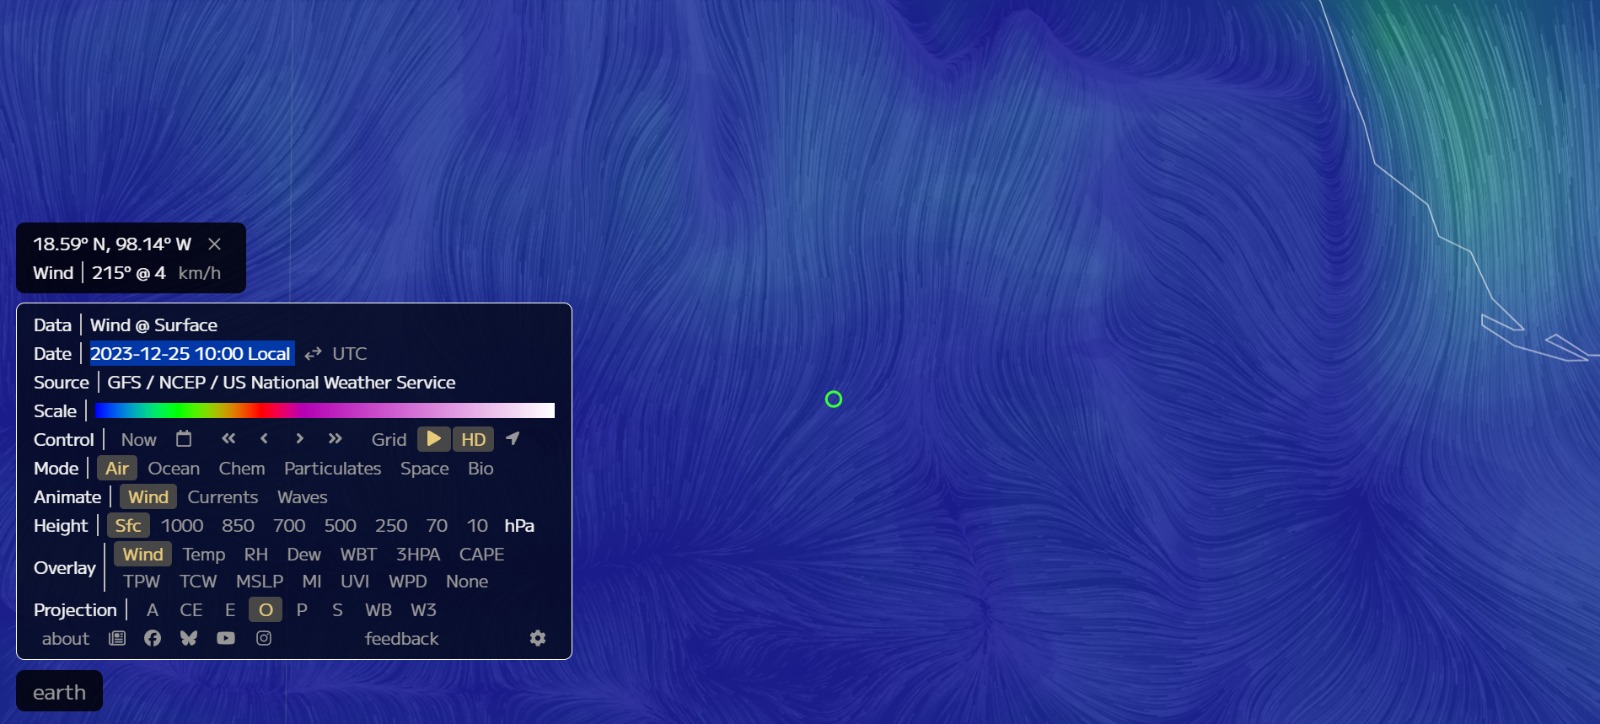 18.59° N, 98.14° W ×
Wind | 215° @ 4 km/h
Data | Wind @ Surface
Date | 2023-12-25 10:00 Local ⇄ UTC
Source | GFS / NCEP / US National Weather Service
Scale |
Control | Now « ‹ › » Grid HD
Mode | Air Ocean Chem Particulates Space Bio
Animate | Wind Currents Waves
Height | Sfc 1000 850 700 500 250 70 10 hPa
Overlay | Wind Temp RH Dew WBT 3HPA CAPE
TPW TCW MSLP MI UVI WPD None
Projection | A CE E O P S WB W3
about feedback
earth